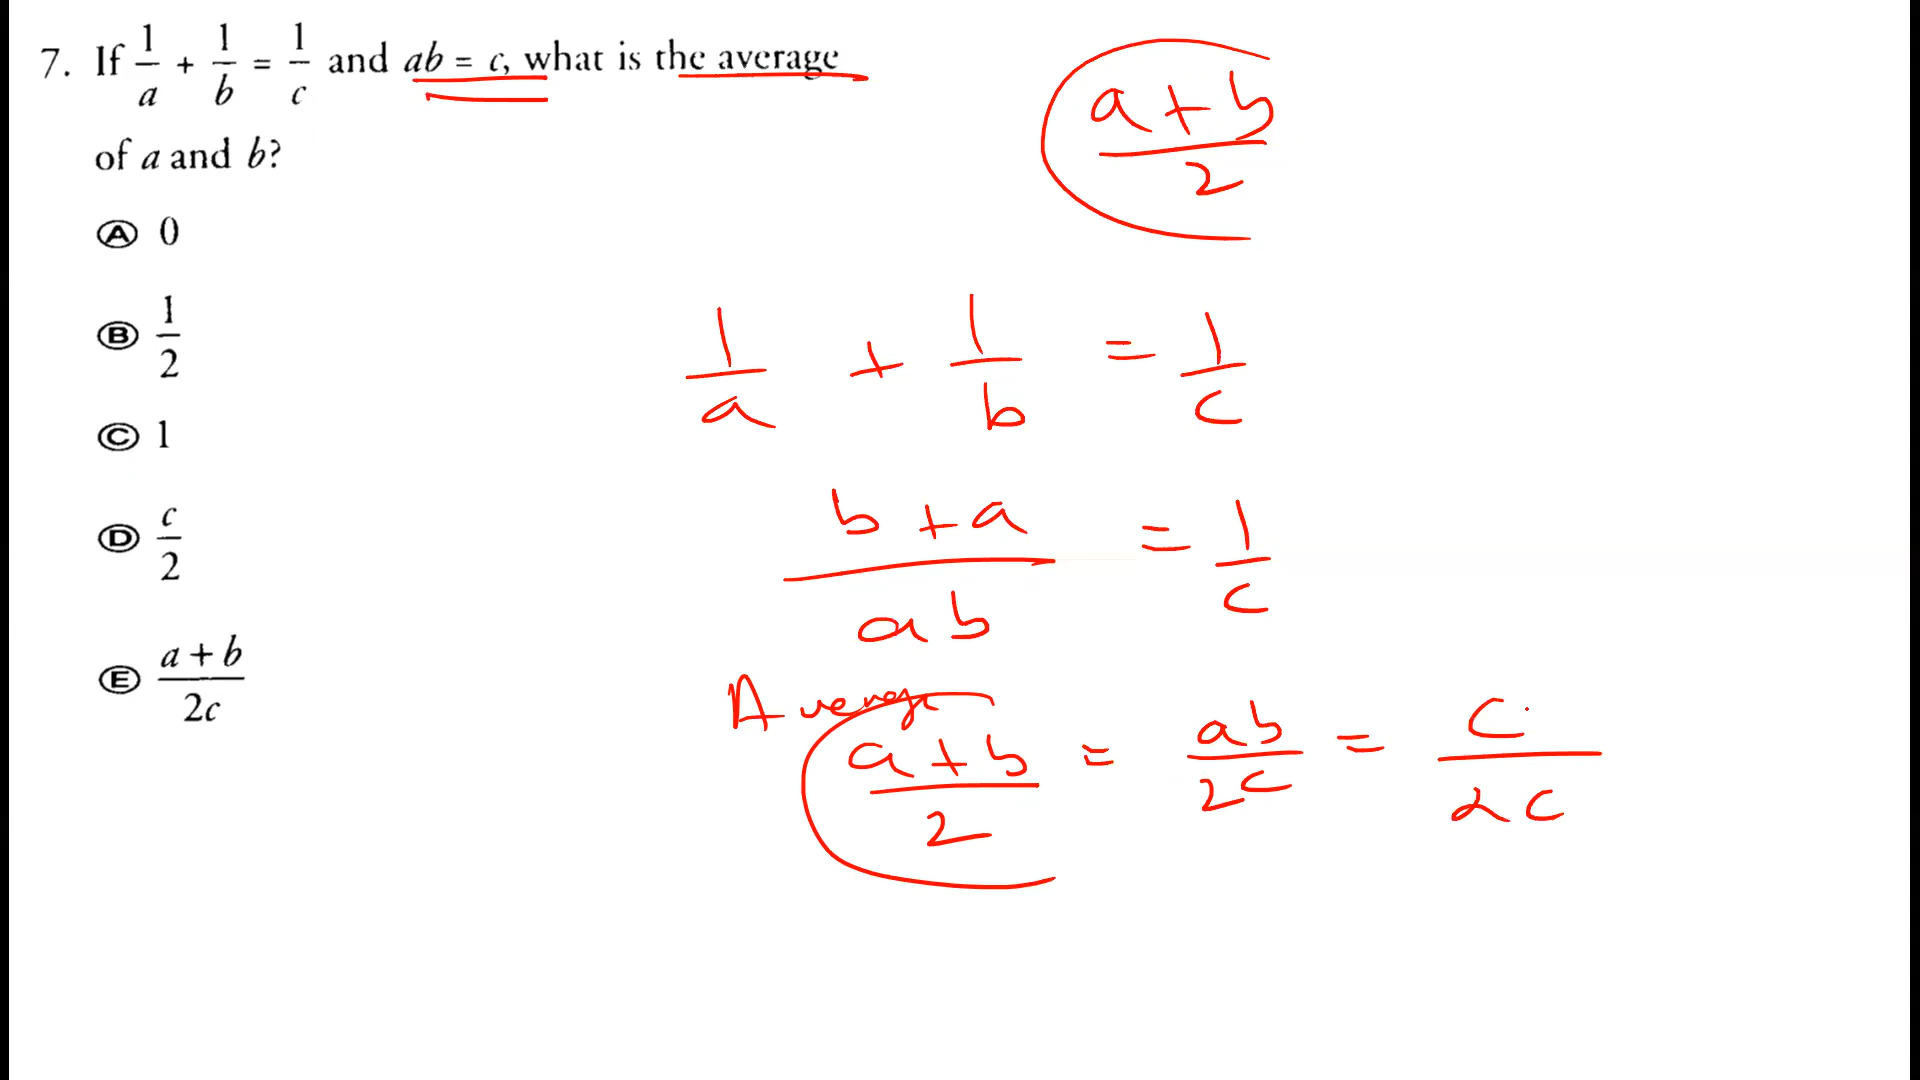 7. If 1/a + 1/b = 1/c and ab = c, what is the average
of a and b?
A 0
B 1/2
C 1
D c/2
E (a + b)/2c
(a + b)/2
1/a + 1/b = 1/c
(b + a)/ab = 1/c
Average
(a + b)/2 = ab/2c = c/2c